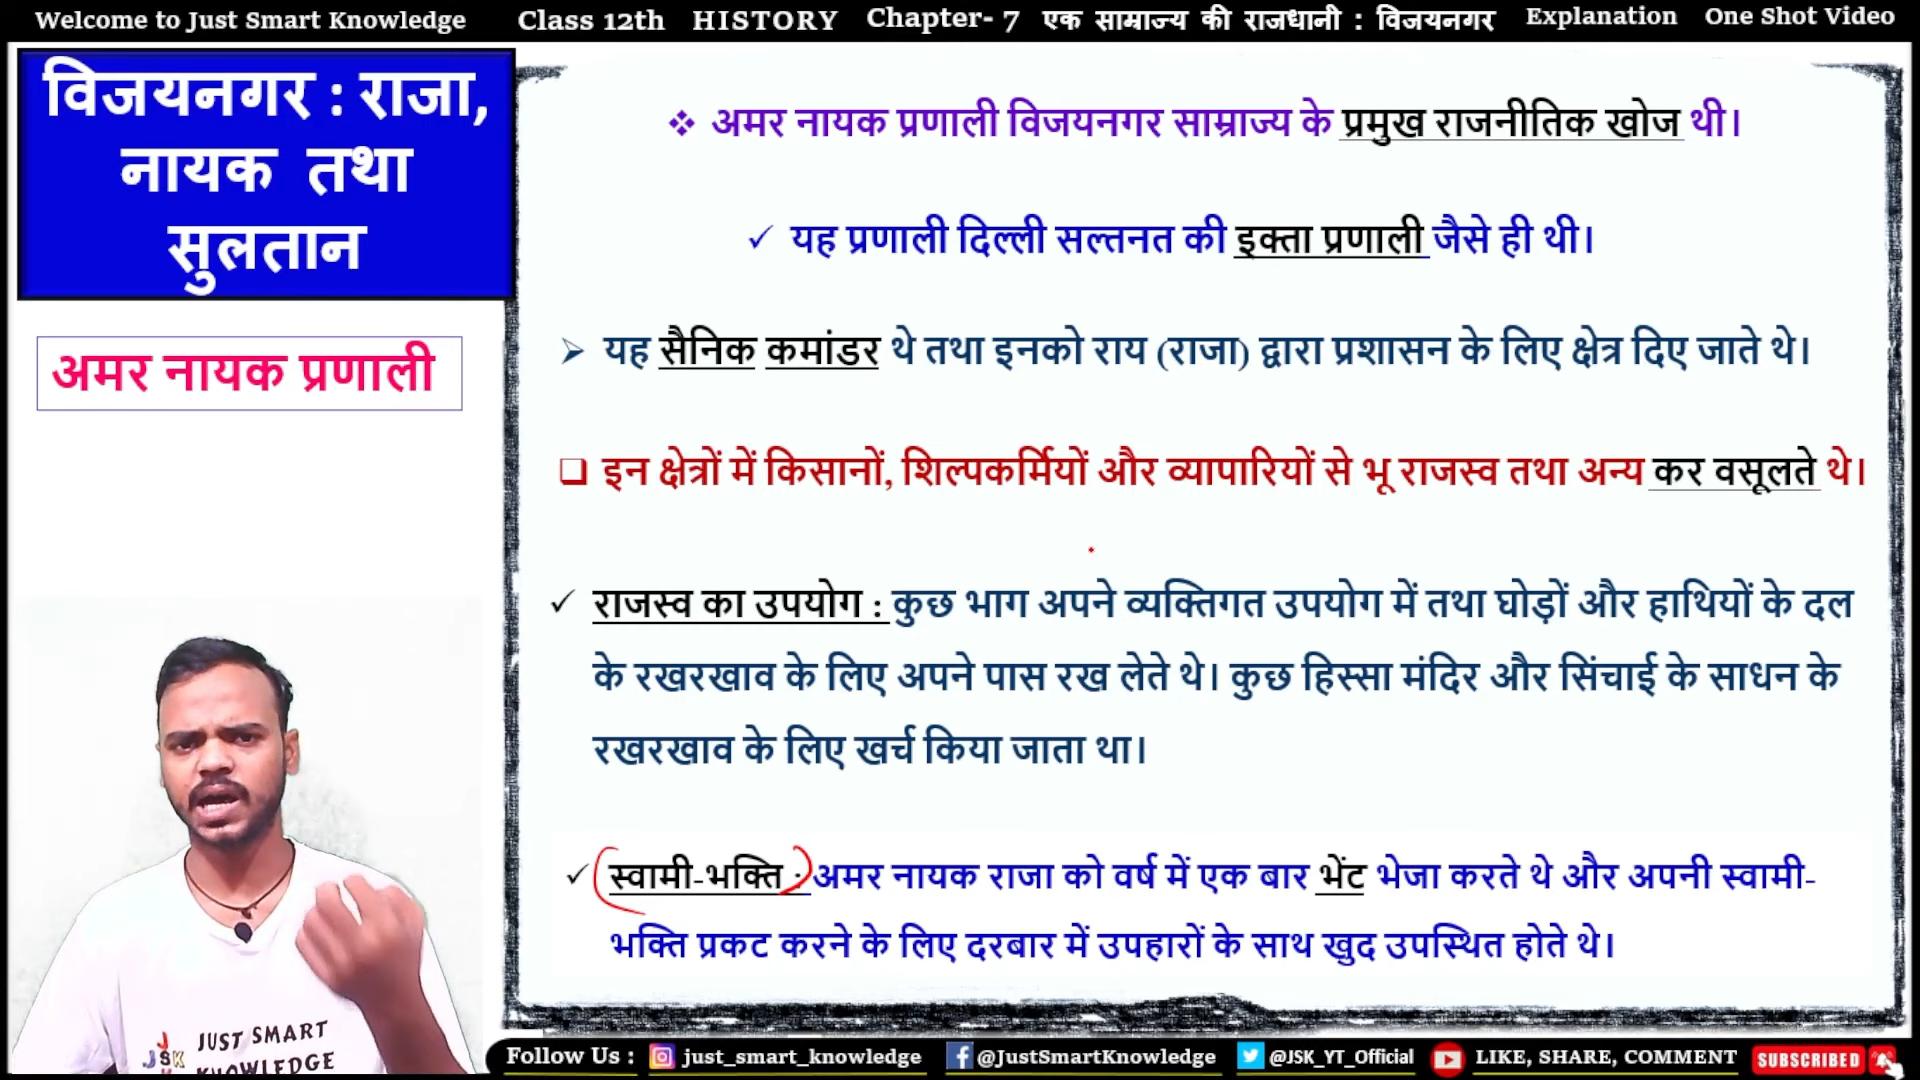 Welcome to Just Smart Knowledge Class 12th HISTORY Chapter- 7 एक साम्राज्य की राजधानी : विजयनगर Explanation One Shot Video
विजयनगर : राजा,
नायक तथा
सुलतान
अमर नायक प्रणाली
❖ अमर नायक प्रणाली विजयनगर साम्राज्य के प्रमुख राजनीतिक खोज थी।
✓ यह प्रणाली दिल्ली सल्तनत की इक्ता प्रणाली जैसे ही थी।
➢ यह सैनिक कमांडर थे तथा इनको राय (राजा) द्वारा प्रशासन के लिए क्षेत्र दिए जाते थे।
❑ इन क्षेत्रों में किसानों, शिल्पकर्मियों और व्यापारियों से भू राजस्व तथा अन्य कर वसूलते थे।
✓ राजस्व का उपयोग : कुछ भाग अपने व्यक्तिगत उपयोग में तथा घोड़ों और हाथियों के दल
के रखरखाव के लिए अपने पास रख लेते थे। कुछ हिस्सा मंदिर और सिंचाई के साधन के
रखरखाव के लिए खर्च किया जाता था।
✓ स्वामी-भक्ति : अमर नायक राजा को वर्ष में एक बार भेंट भेजा करते थे और अपनी स्वामी-
भक्ति प्रकट करने के लिए दरबार में उपहारों के साथ खुद उपस्थित होते थे।
JSK JUST SMART
KNOWLEDGE
Follow Us : just_smart_knowledge @JustSmartKnowledge @JSK_YT_Official LIKE, SHARE, COMMENT SUBSCRIBED